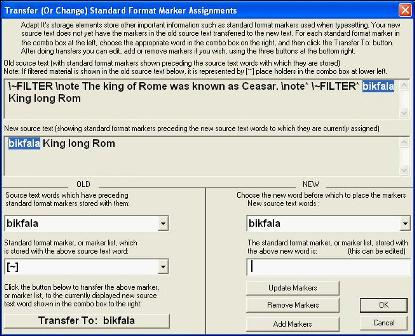 Transfer (Or Change) Standard Format Marker Assignments
Adapt It's storage elements store other important information such as standard format markers used when typesetting. Your new
source text does not yet have the markers in the old source text transferred to the new text. For each standard format marker in
the combo box at the left, choose the appropriate word in the combo box on the right, and then click the Transfer To: button.
After doing transfers you can edit, add or remove markers if you wish, using the three buttons at the bottom right.
Old source text (with standard format markers shown preceding the source text words with which they are stored)
Note: If filtered material is shown in the old source text below, it is represented by [~] place holders in the combo box at lower left.
\~FILTER \note The king of Rome was known as Ceasar. \note* \~FILTER* bikfala
King long Rom
New source text (showing standard format markers preceding the new source text words to which they are currently assigned)
bikfala King long Rom
OLD
NEW
Source text words which have preceding
standard format markers stored with them:
bikfala
Standard format marker, or marker list, which
is stored with the above source text word:
[~]
Click the button below to transfer the above marker,
or marker list, to the currently displayed new source
text word shown in the combo box to the right:
Transfer To: bikfala
Choose the new word before which to place the markers
New source text words:
bikfala
The standard format marker, or marker list, stored with
the above new word is: (this can be edited)
Update Markers
Remove Markers
Add Markers
OK
Cancel